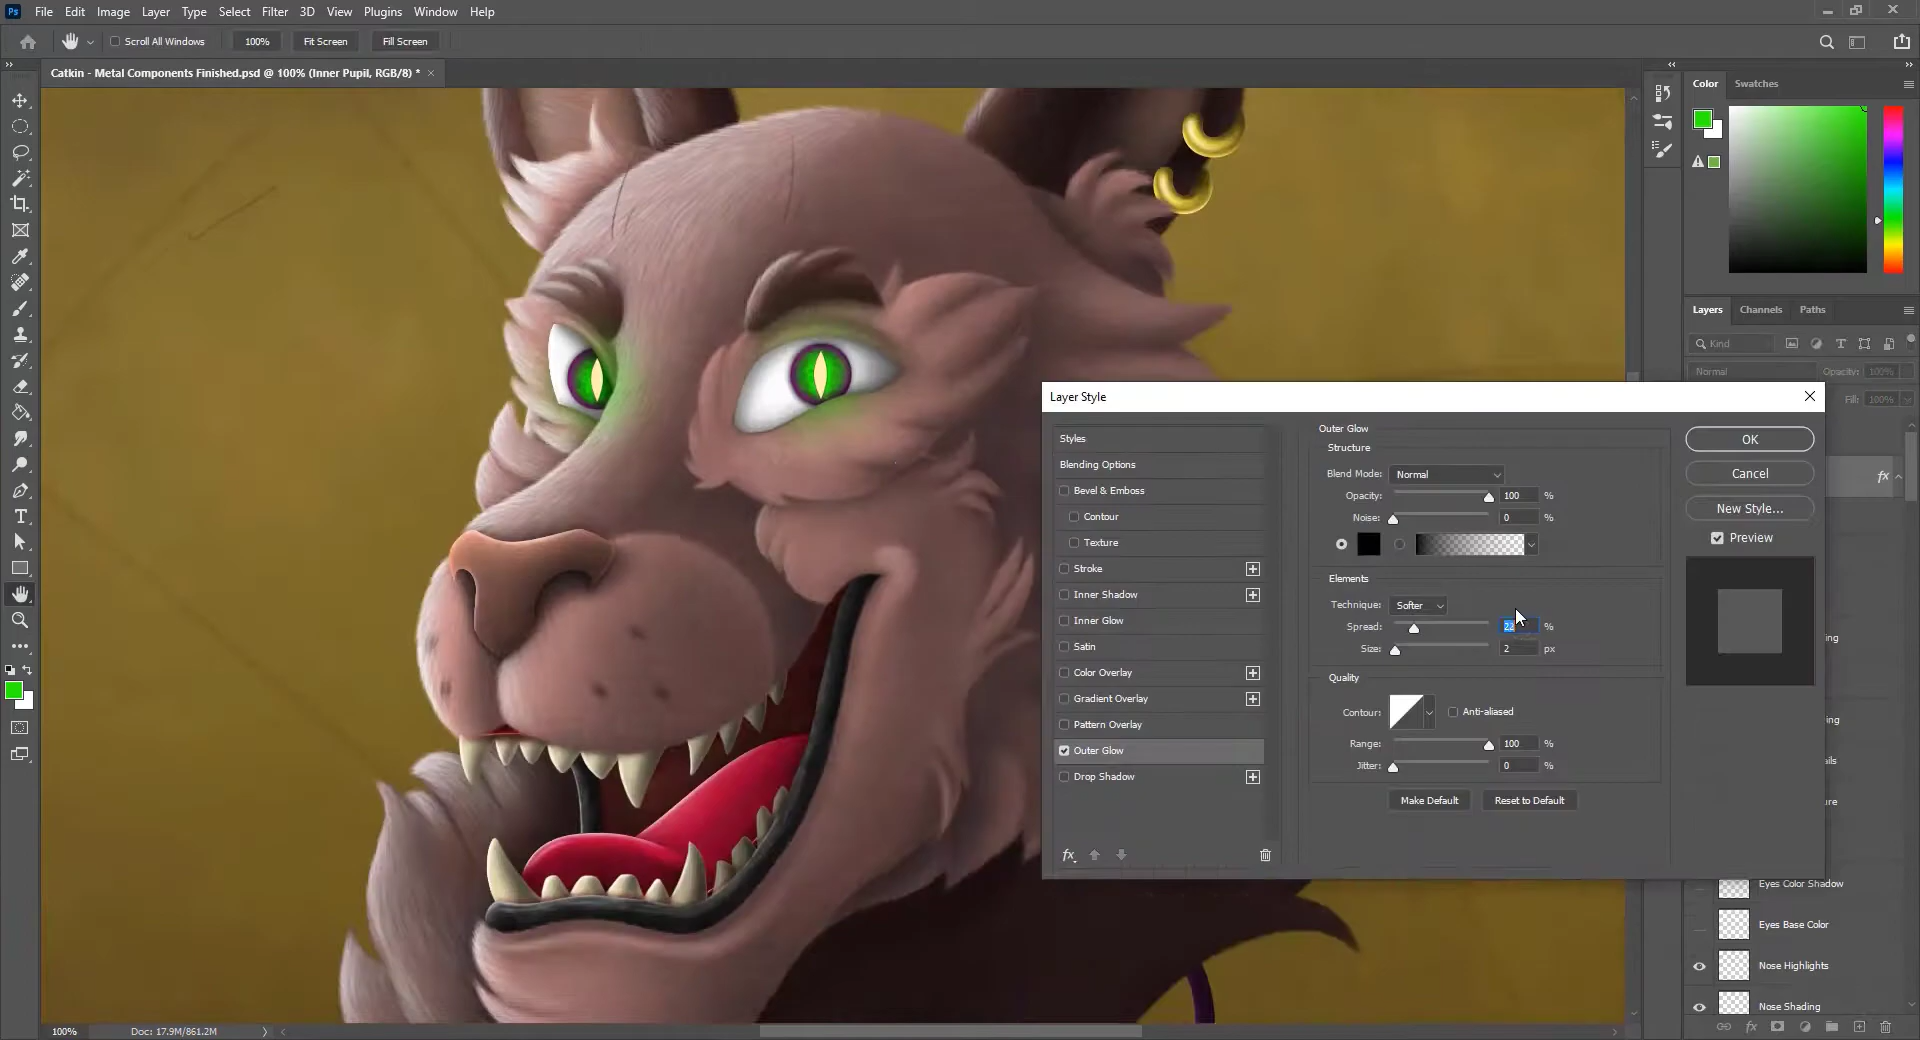 Ps File Edit Image Layer Type Select Filter 3D View Plugins Window Help
Scroll All Windows 100% Fit Screen Fill Screen
Catkin - Metal Components Finished.psd @ 100% (Inner Pupil, RGB/8) *
Color Swatches
Layers Channels Paths
Kind
Normal Opacity: 100%
Fill: 100%
Layer Style
Styles
Blending Options
Bevel & Emboss
Contour
Texture
Stroke
Inner Shadow
Inner Glow
Satin
Color Overlay
Gradient Overlay
Pattern Overlay
Outer Glow
Drop Shadow
fx
Outer Glow
Structure
Blend Mode: Normal
Opacity: 100 %
Noise: 0 %
Elements
Technique: Softer
Spread: 22 %
Size: 2 px
Quality
Contour: Anti-aliased
Range: 100 %
Jitter: 0 %
Make Default Reset to Default
OK
Cancel
New Style...
Preview
fx
Eyes Color Shadow
Eyes Base Color
Nose Highlights
Nose Shading
fx
100% Doc: 17.9M/861.2M